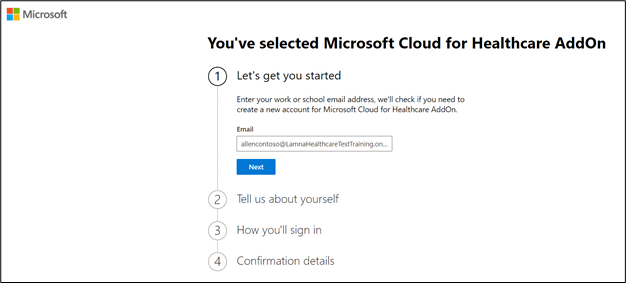 Microsoft
You've selected Microsoft Cloud for Healthcare AddOn
1 Let's get you started
Enter your work or school email address, we'll check if you need to
create a new account for Microsoft Cloud for Healthcare AddOn.
Email
allencontoso@LamnaHealthcareTestTraining.on...
Next
2 Tell us about yourself
3 How you'll sign in
4 Confirmation details